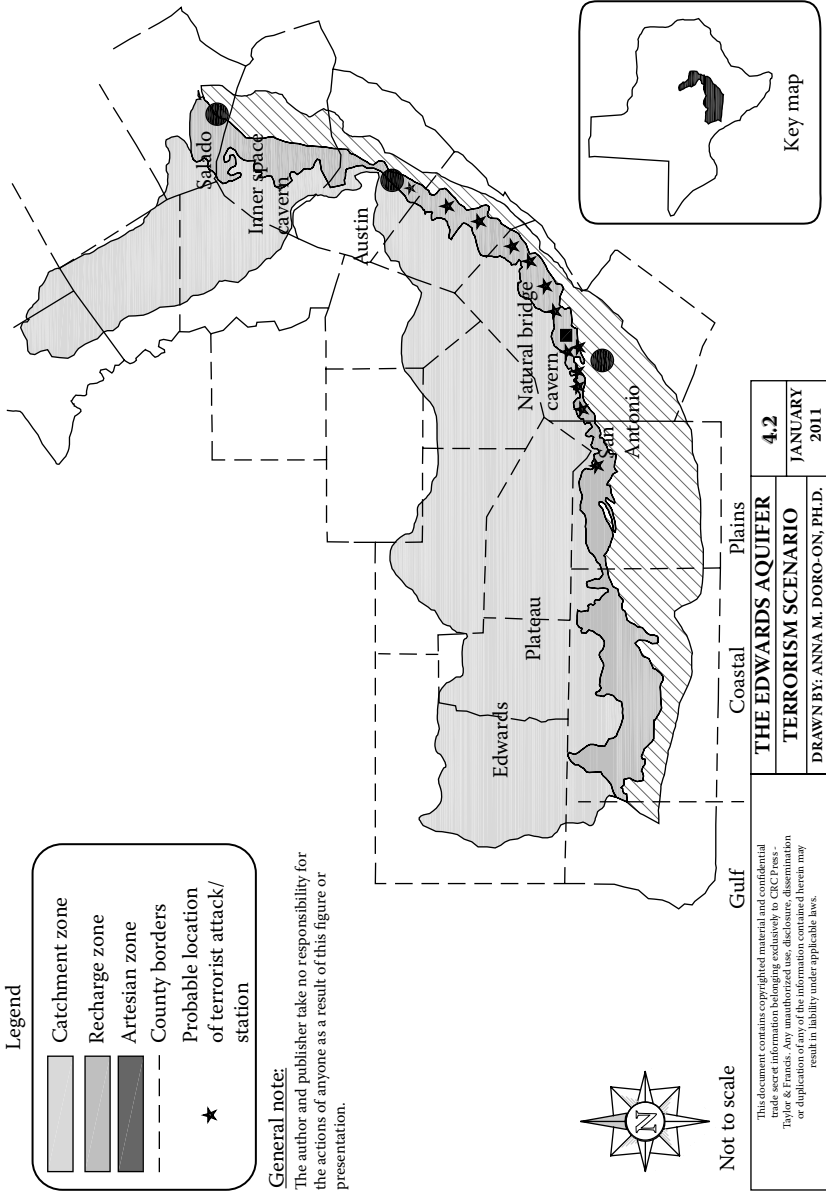 Legend
Catchment zone
Recharge zone
Artesian zone
County borders
Probable location
of terrorist attack/
station
General note:
The author and publisher take no responsibility for
the actions of anyone as a result of this figure or
presentation.
N
Not to scale
Salado
Inner space
cavern
Austin
Natural bridge
cavern
San
Antonio
Edwards
Plateau
Gulf
Coastal
Plains
Key map
This document contains copyrighted material and confidential
trade secret information belonging exclusively to CRC Press -
Taylor & Francis. Any unauthorized use, disclosure, dissemination
or duplication of any of the information contained herein may
result in liability under applicable laws.
THE EDWARDS AQUIFER
TERRORISM SCENARIO
DRAWN BY: ANNA M. DORO-ON, PH.D.
4.2
JANUARY
2011